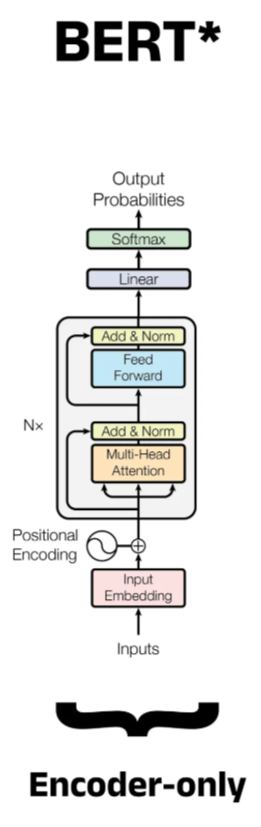 BERT*
Output
Probabilities
Softmax
Linear
Add & Norm
Feed
Forward
Nx
Add & Norm
Multi-Head
Attention
Positional
Encoding
Input
Embedding
Inputs
Encoder-only